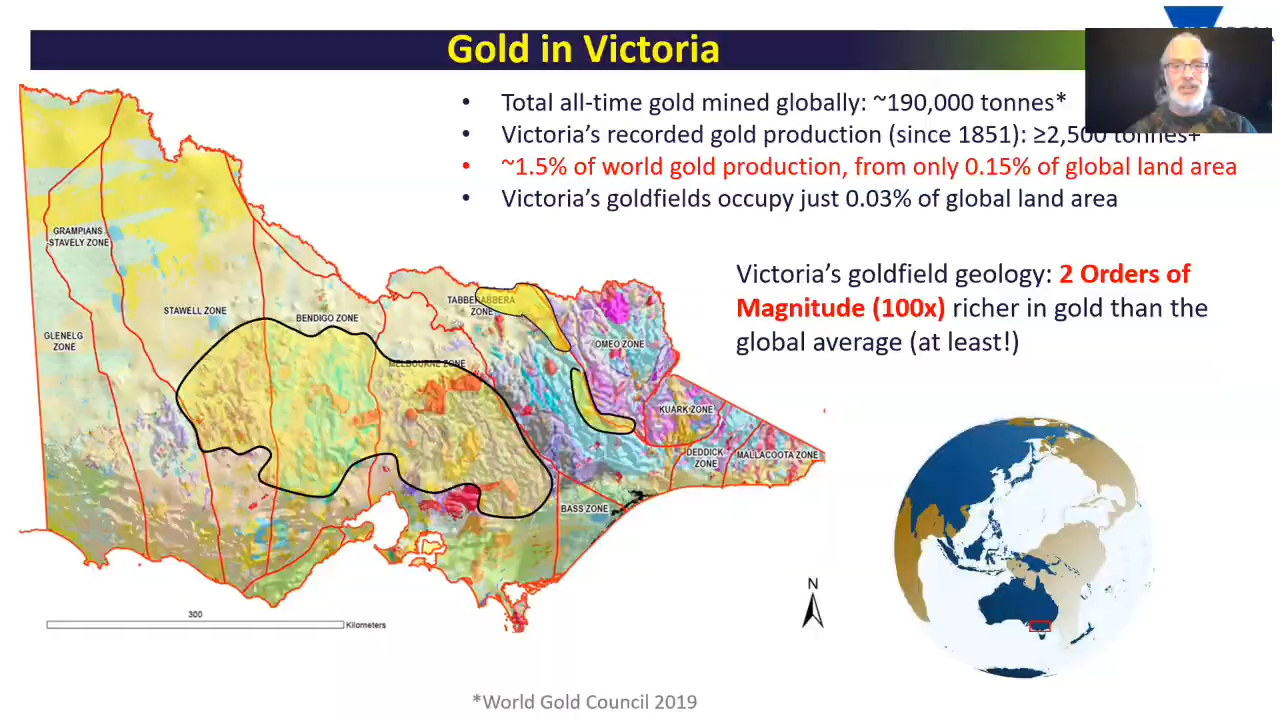 Gold in Victoria
• Total all-time gold mined globally: ~190,000 tonnes*
• Victoria’s recorded gold production (since 1851): ≥2,500 tonnes+
• ~1.5% of world gold production, from only 0.15% of global land area
• Victoria’s goldfields occupy just 0.03% of global land area
Victoria’s goldfield geology: 2 Orders of
Magnitude (100x) richer in gold than the
global average (at least!)
GRAMPIANS
STAVELY ZONE
GLENELG
ZONE
STAWELL ZONE
BENDIGO ZONE
MELBOURNE ZONE
TABBERABBERA
ZONE
OMEO ZONE
KUARK ZONE
DEDDICK
ZONE
MALLACOOTA ZONE
BASS ZONE
N
300
Kilometers
*World Gold Council 2019